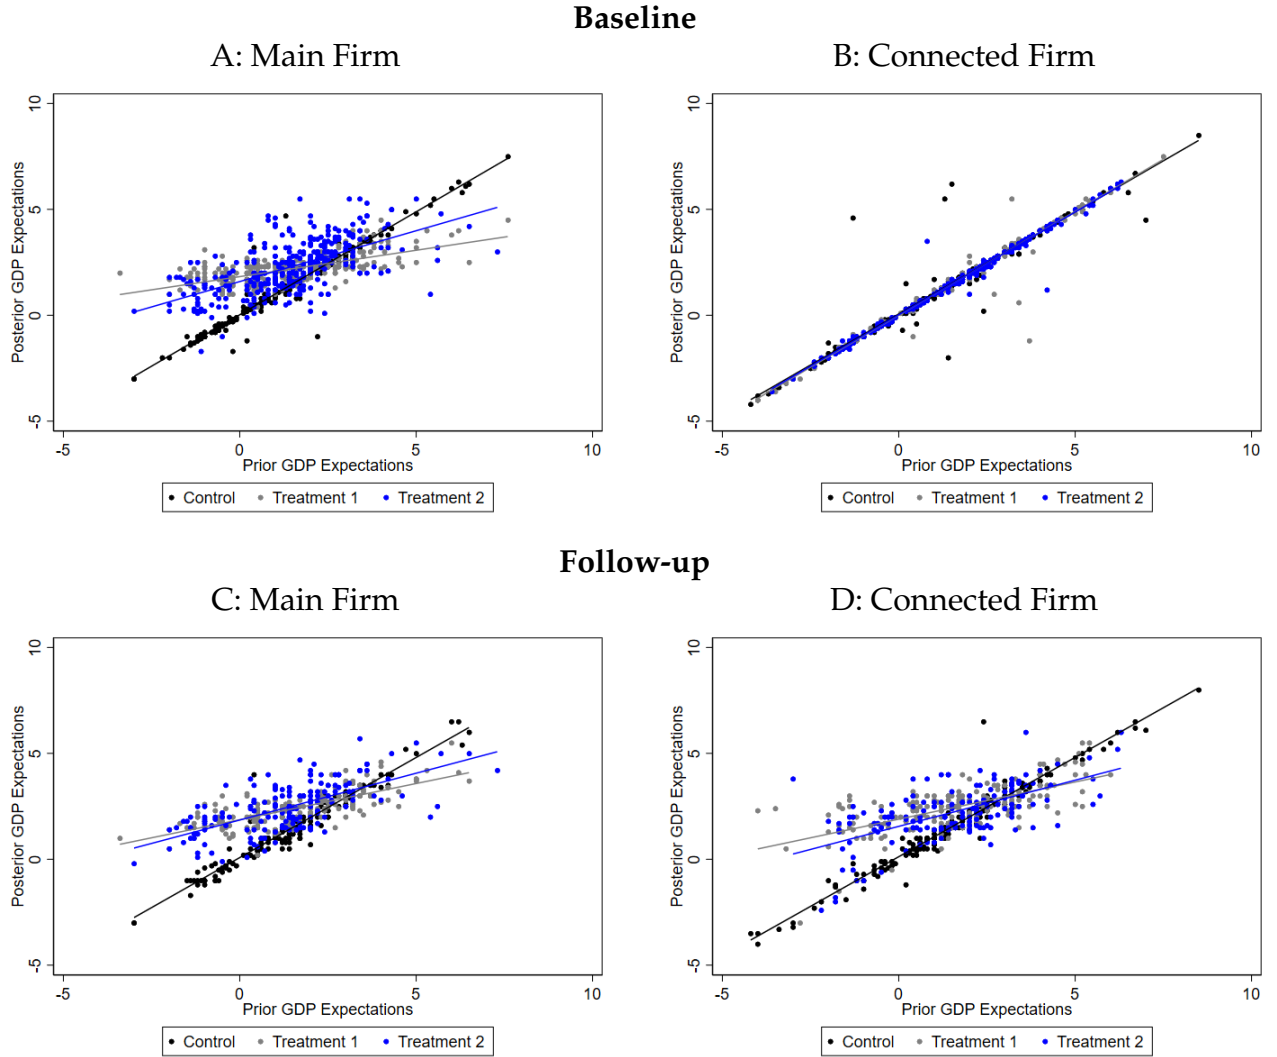 Baseline
A: Main Firm
B: Connected Firm
Posterior GDP Expectations
10
5
0
-5
-5 0 5 10
Prior GDP Expectations
Control Treatment 1 Treatment 2
Posterior GDP Expectations
10
5
0
-5
-5 0 5 10
Prior GDP Expectations
Control Treatment 1 Treatment 2
Follow-up
C: Main Firm
D: Connected Firm
Posterior GDP Expectations
10
5
0
-5
-5 0 5 10
Prior GDP Expectations
Control Treatment 1 Treatment 2
Posterior GDP Expectations
10
5
0
-5
-5 0 5 10
Prior GDP Expectations
Control Treatment 1 Treatment 2